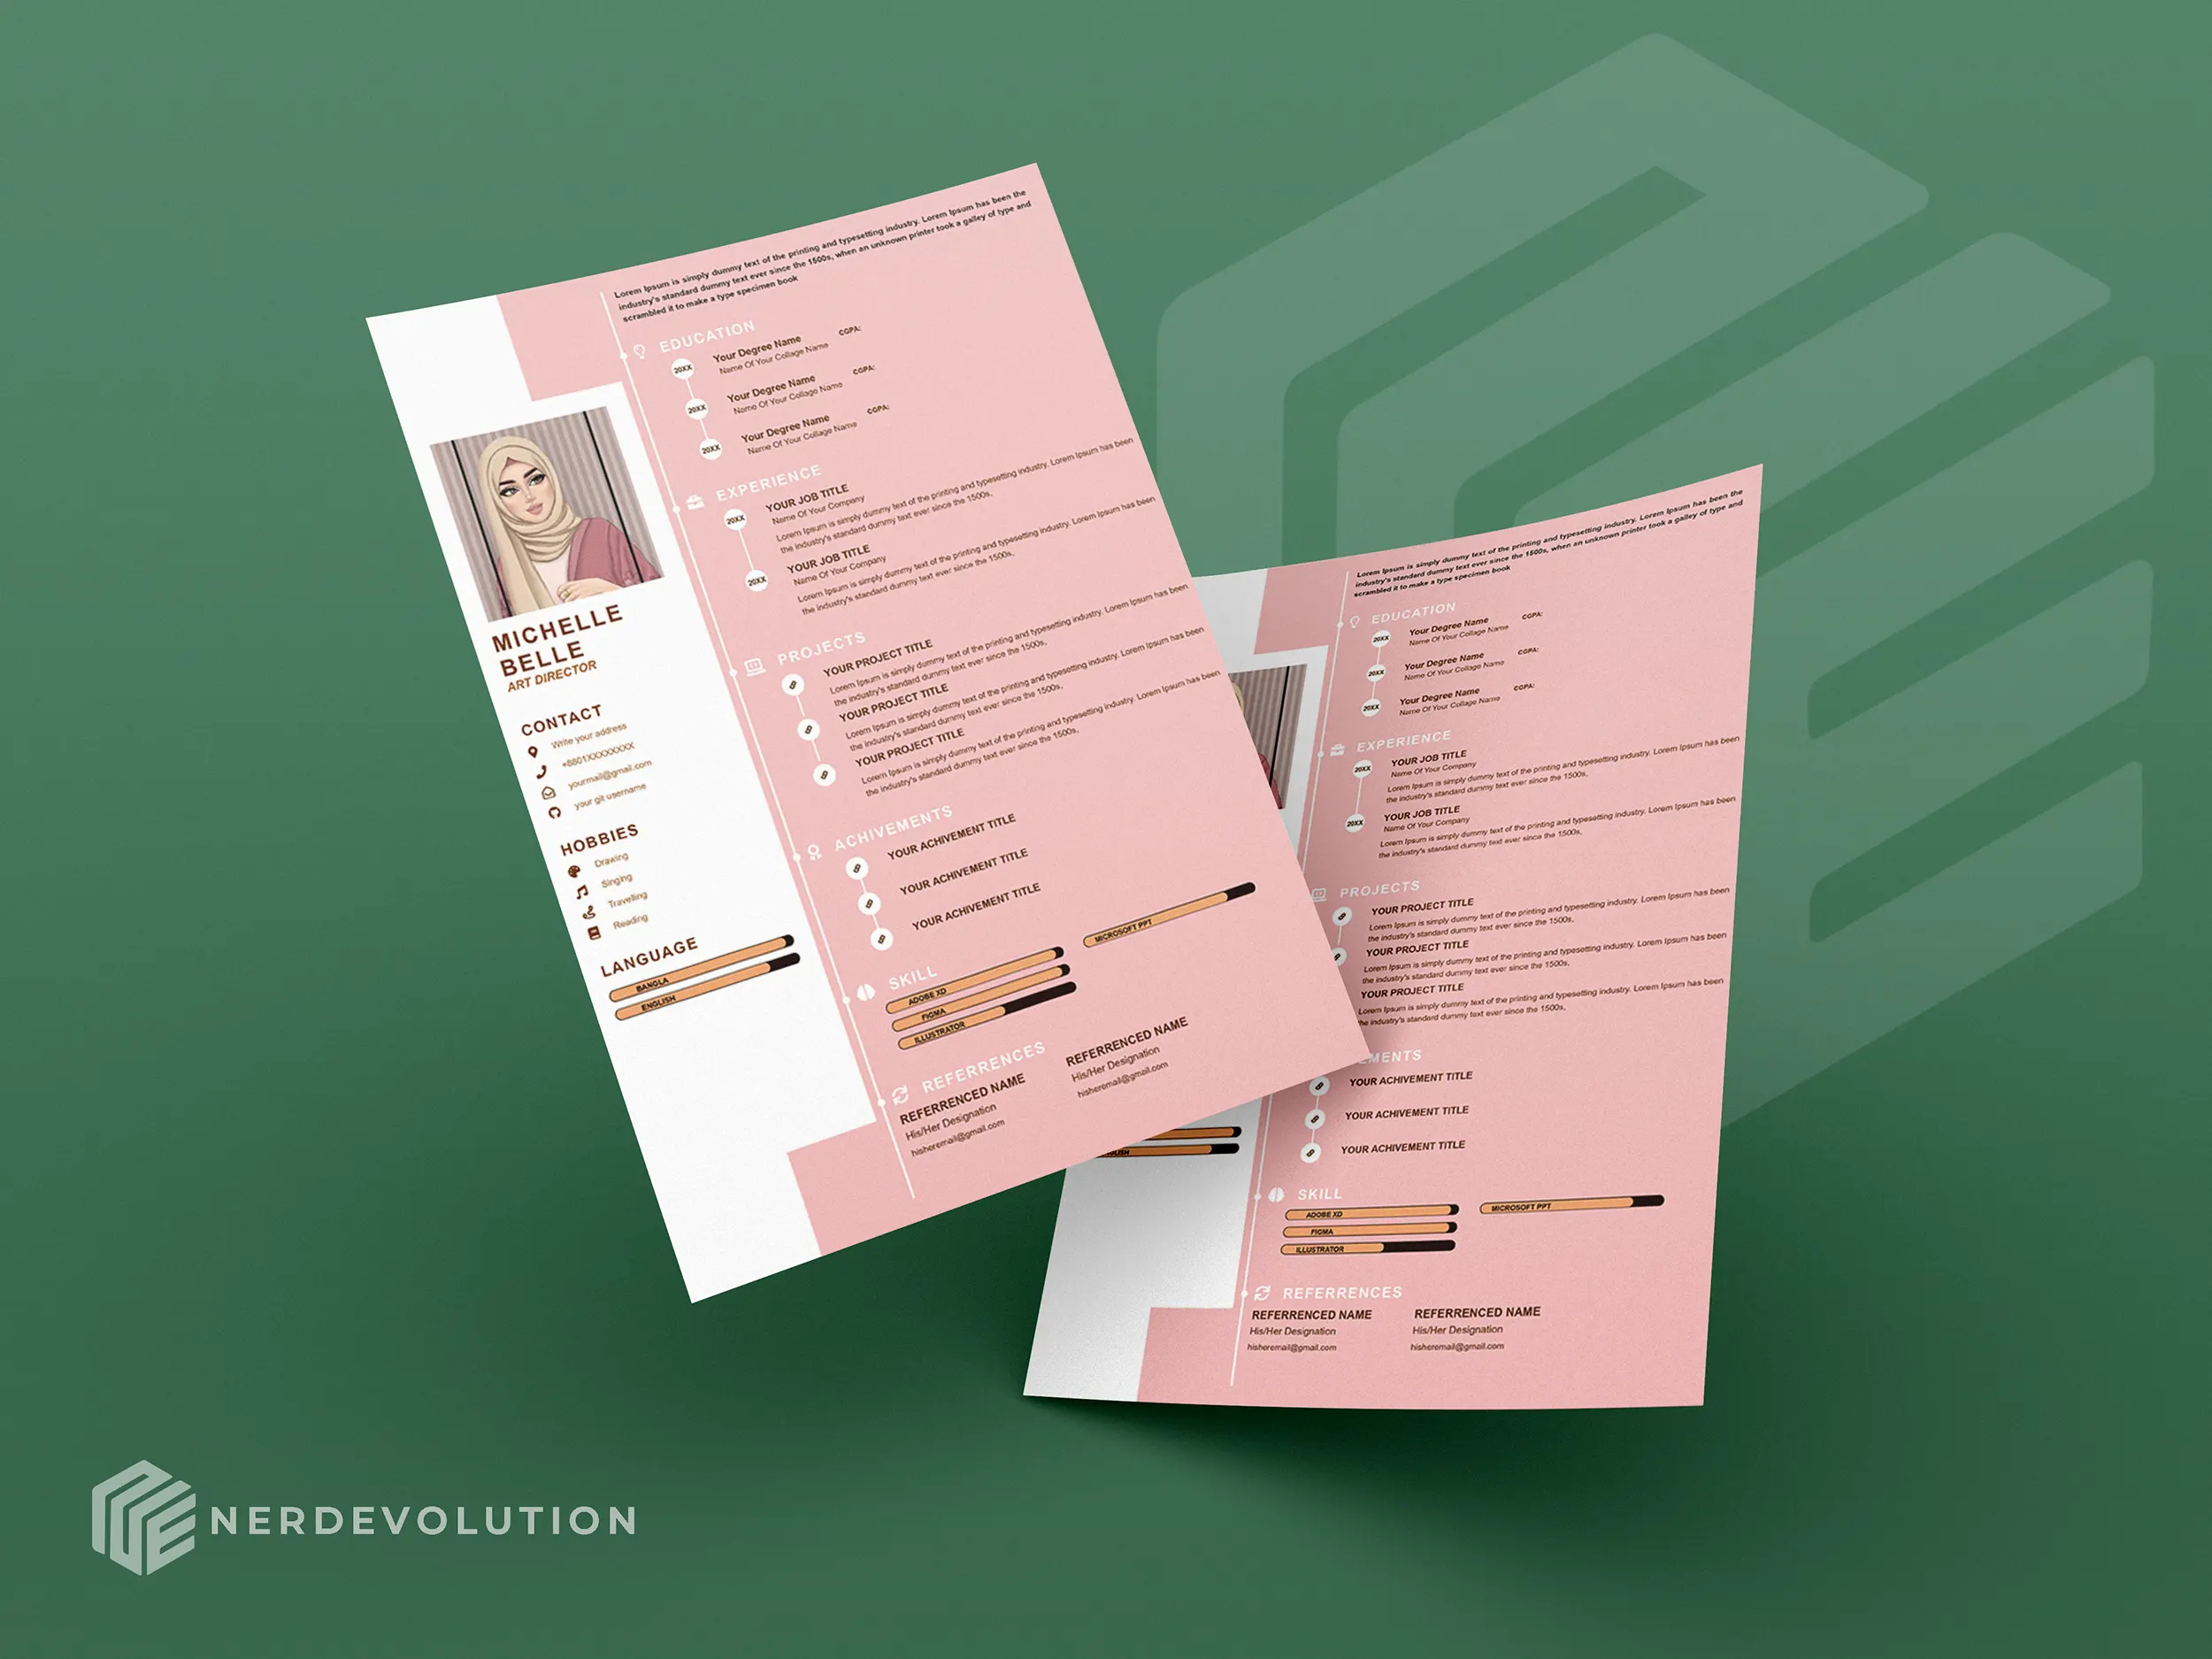 Lorem Ipsum is simply dummy text of the printing and typesetting industry. Lorem Ipsum has been the
industry's standard dummy text ever since the 1500s, when an unknown printer took a galley of type and
scrambled it to make a type specimen book
MICHELLE
BELLE
ART DIRECTOR
CONTACT
Write your address
+8801XXXXXXXX
yourmail@gmail.com
your git username
HOBBIES
Drawing
Singing
Travelling
Reading
LANGUAGE
BANGLA
ENGLISH
EDUCATION
20XX
Your Degree Name CGPA:
Name Of Your Collage Name
20XX
Your Degree Name CGPA:
Name Of Your Collage Name
20XX
Your Degree Name CGPA:
Name Of Your Collage Name
EXPERIENCE
20XX
YOUR JOB TITLE
Name Of Your Company
Lorem Ipsum is simply dummy text of the printing and typesetting industry. Lorem Ipsum has been
the industry's standard dummy text ever since the 1500s,
20XX
YOUR JOB TITLE
Name Of Your Company
Lorem Ipsum is simply dummy text of the printing and typesetting industry. Lorem Ipsum has been
the industry's standard dummy text ever since the 1500s,
PROJECTS
YOUR PROJECT TITLE
Lorem Ipsum is simply dummy text of the printing and typesetting industry. Lorem Ipsum has been
the industry's standard dummy text ever since the 1500s,
YOUR PROJECT TITLE
Lorem Ipsum is simply dummy text of the printing and typesetting industry. Lorem Ipsum has been
the industry's standard dummy text ever since the 1500s,
YOUR PROJECT TITLE
Lorem Ipsum is simply dummy text of the printing and typesetting industry. Lorem Ipsum has been
the industry's standard dummy text ever since the 1500s,
ACHIVEMENTS
YOUR ACHIVEMENT TITLE
YOUR ACHIVEMENT TITLE
YOUR ACHIVEMENT TITLE
SKILL
ADOBE XD MICROSOFT PPT
FIGMA
ILLUSTRATOR
REFERRENCES
REFERRENCED NAME REFERRENCED NAME
His/Her Designation His/Her Designation
hisheremail@gmail.com hisheremail@gmail.com
Lorem Ipsum is simply dummy text of the printing and typesetting industry. Lorem Ipsum has been the
industry's standard dummy text ever since the 1500s, when an unknown printer took a galley of type and
scrambled it to make a type specimen book
EDUCATION
20XX
Your Degree Name CGPA:
Name Of Your Collage Name
20XX
Your Degree Name CGPA:
Name Of Your Collage Name
20XX
Your Degree Name CGPA:
Name Of Your Collage Name
EXPERIENCE
20XX
YOUR JOB TITLE
Name Of Your Company
Lorem Ipsum is simply dummy text of the printing and typesetting industry. Lorem Ipsum has been
the industry's standard dummy text ever since the 1500s,
20XX
YOUR JOB TITLE
Name Of Your Company
Lorem Ipsum is simply dummy text of the printing and typesetting industry. Lorem Ipsum has been
the industry's standard dummy text ever since the 1500s,
PROJECTS
YOUR PROJECT TITLE
Lorem Ipsum is simply dummy text of the printing and typesetting industry. Lorem Ipsum has been
the industry's standard dummy text ever since the 1500s,
YOUR PROJECT TITLE
Lorem Ipsum is simply dummy text of the printing and typesetting industry. Lorem Ipsum has been
the industry's standard dummy text ever since the 1500s,
YOUR PROJECT TITLE
Lorem Ipsum is simply dummy text of the printing and typesetting industry. Lorem Ipsum has been
the industry's standard dummy text ever since the 1500s,
EMENTS
YOUR ACHIVEMENT TITLE
YOUR ACHIVEMENT TITLE
YOUR ACHIVEMENT TITLE
SKILL
ADOBE XD MICROSOFT PPT
FIGMA
ILLUSTRATOR
REFERRENCES
REFERRENCED NAME REFERRENCED NAME
His/Her Designation His/Her Designation
hisheremail@gmail.com hisheremail@gmail.com
NERDEVOLUTION